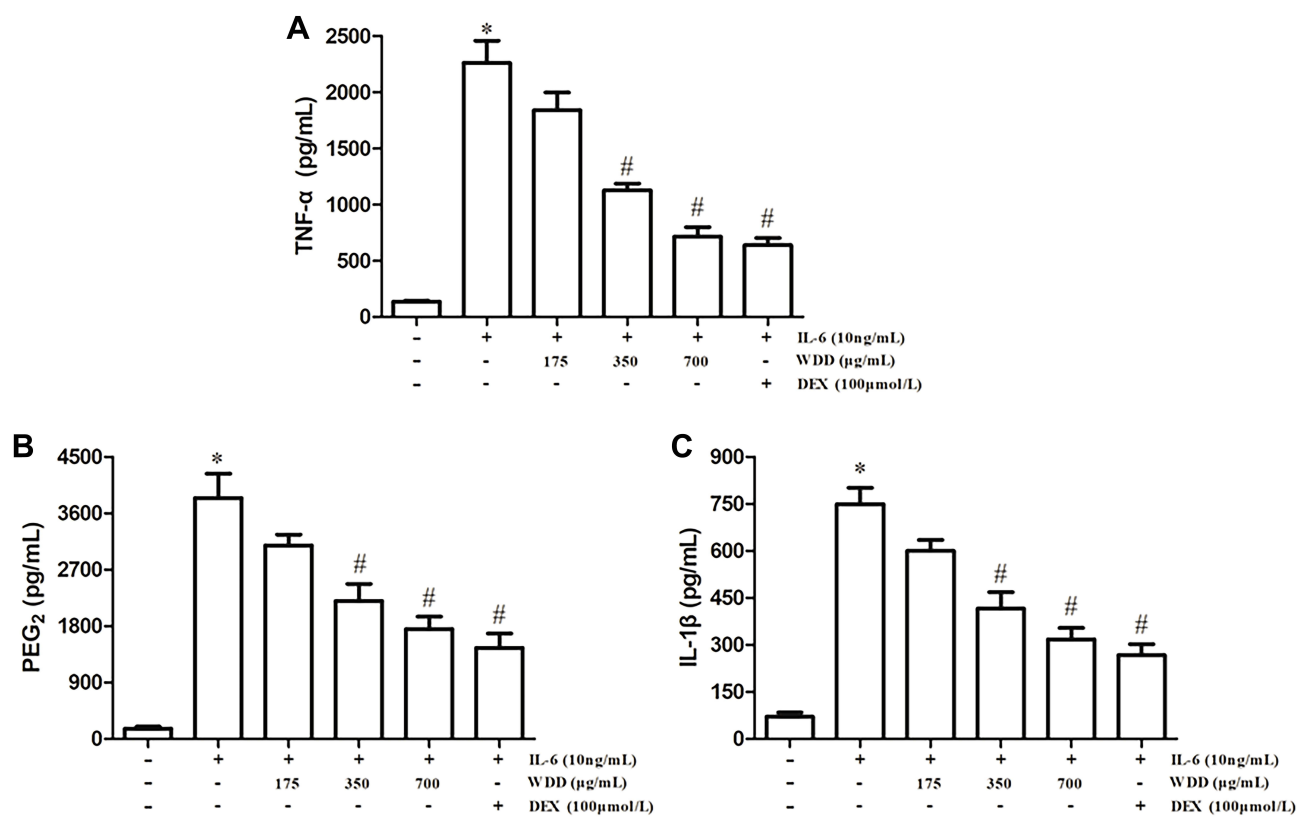 A
*
2500
2000
1500
1000
500
0
TNF-α (pg/mL)
#
#
#
- + + + + + IL-6 (10ng/mL)
- - 175 350 700 - WDD (µg/mL)
- - - - - + DEX (100µmol/L)
B
*
4500
3600
2700
1800
900
0
PEG2 (pg/mL)
#
#
#
- + + + + + IL-6 (10ng/mL)
- - 175 350 700 - WDD (µg/mL)
- - - - - + DEX (100µmol/L)
C
*
900
750
600
450
300
150
0
IL-1β (pg/mL)
#
#
#
- + + + + + IL-6 (10ng/mL)
- - 175 350 700 - WDD (µg/mL)
- - - - - + DEX (100µmol/L)